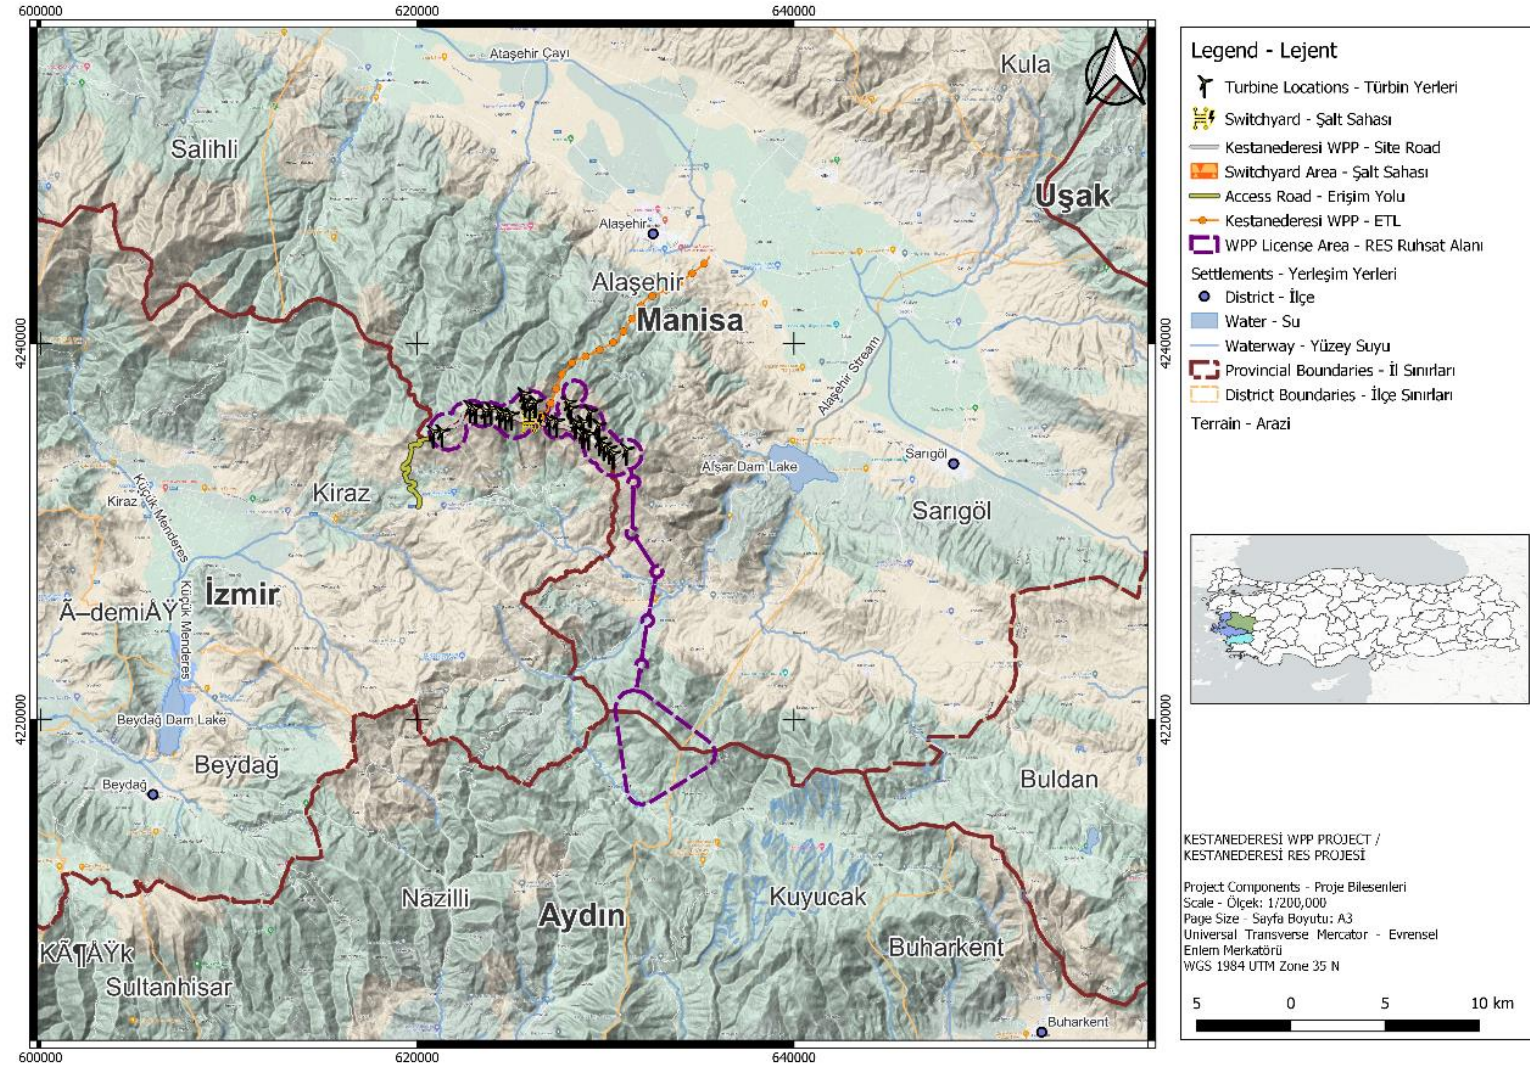 600000
620000
640000
Ataşehir Çayı
Kula
Salihli
Uşak
Alaşehir
Alaşehir
Manisa
4240000
4240000
Alaşehir Stream
Sarıgöl
Afşar Dam Lake
Kiraz
Kiraz
Küçük Menderes
Sarıgöl
İzmir
Ã–demiÅŸ
Küçük Menderes
4220000
4220000
Beydağ Dam Lake
Beydağ
Beydağ
Buldan
Nazilli
Kuyucak
Aydın
Buharkent
KÃ¶ÅŸk
Sultanhisar
Buharkent
600000
620000
640000
Legend - Lejent
Turbine Locations - Türbin Yerleri
Switchyard - Şalt Sahası
Kestanederesi WPP - Site Road
Switchyard Area - Şalt Sahası
Access Road - Erişim Yolu
Kestanederesi WPP - ETL
WPP License Area - RES Ruhsat Alanı
Settlements - Yerleşim Yerleri
District - İlçe
Water - Su
Waterway - Yüzey Suyu
Provincial Boundaries - İl Sınırları
District Boundaries - İlçe Sınırları
Terrain - Arazi
KESTANEDERESİ WPP PROJECT /
KESTANEDERESİ RES PROJESİ
Project Components - Proje Bilesenleri
Scale - Ölçek: 1/200,000
Page Size - Sayfa Boyutu: A3
Universal Transverse Mercator - Evrensel
Enlem Merkatörü
WGS 1984 UTM Zone 35 N
5 0 5 10 km